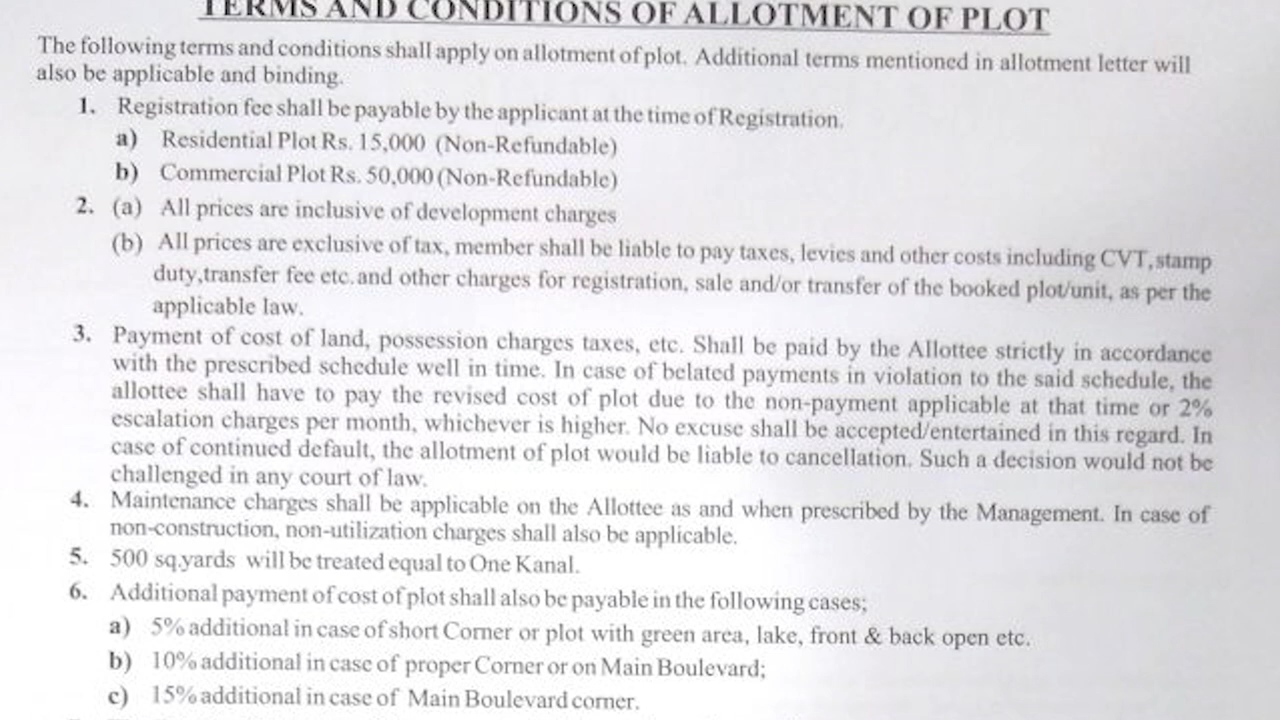 TERMS AND CONDITIONS OF ALLOTMENT OF PLOT
The following terms and conditions shall apply on allotment of plot. Additional terms mentioned in allotment letter will
also be applicable and binding.
1. Registration fee shall be payable by the applicant at the time of Registration.
a) Residential Plot Rs. 15,000 (Non-Refundable)
b) Commercial Plot Rs. 50,000 (Non-Refundable)
2. (a) All prices are inclusive of development charges
(b) All prices are exclusive of tax, member shall be liable to pay taxes, levies and other costs including CVT, stamp
duty,transfer fee etc. and other charges for registration, sale and/or transfer of the booked plot/unit, as per the
applicable law.
3. Payment of cost of land, possession charges taxes, etc. Shall be paid by the Allottee strictly in accordance
with the prescribed schedule well in time. In case of belated payments in violation to the said schedule, the
allottee shall have to pay the revised cost of plot due to the non-payment applicable at that time or 2%
escalation charges per month, whichever is higher. No excuse shall be accepted/entertained in this regard. In
case of continued default, the allotment of plot would be liable to cancellation. Such a decision would not be
challenged in any court of law.
4. Maintenance charges shall be applicable on the Allottee as and when prescribed by the Management. In case of
non-construction, non-utilization charges shall also be applicable.
5. 500 sq.yards will be treated equal to One Kanal.
6. Additional payment of cost of plot shall also be payable in the following cases;
a) 5% additional in case of short Corner or plot with green area, lake, front & back open etc.
b) 10% additional in case of proper Corner or on Main Boulevard;
c) 15% additional in case of Main Boulevard corner.